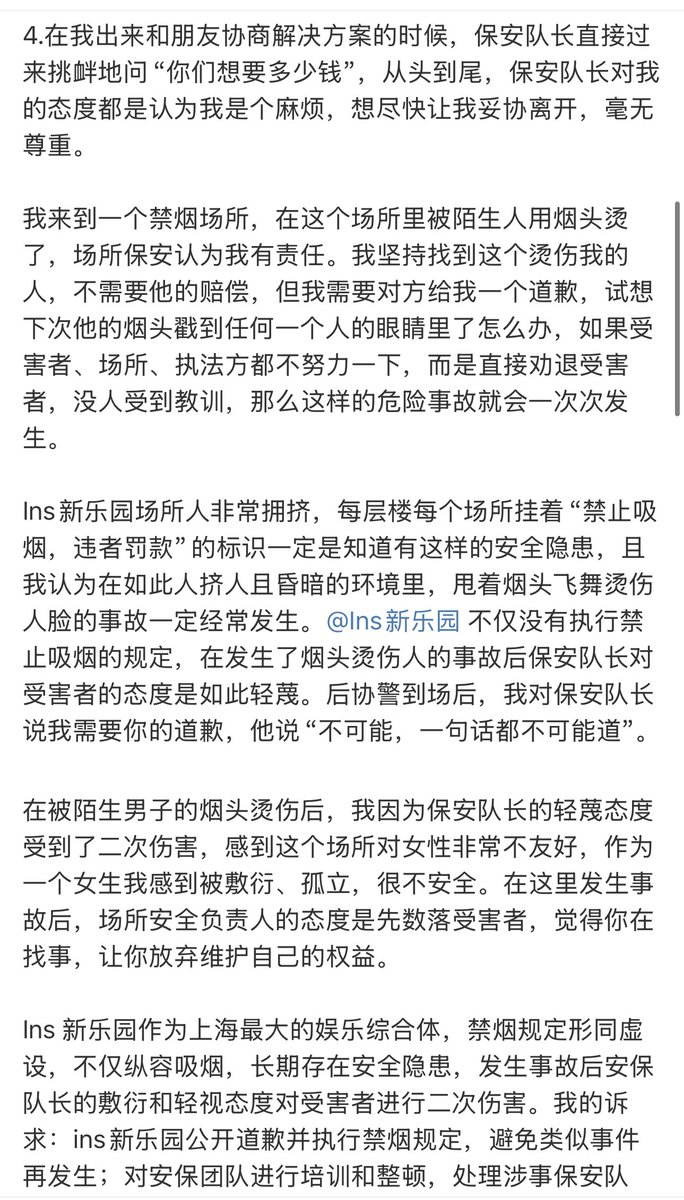 4.在我出来和朋友协商解决方案的时候，保安队长直接过
来挑衅地问“你们想要多少钱”，从头到尾，保安队长对我
的态度都是认为我是个麻烦，想尽快让我妥协离开，毫无
尊重。
我来到一个禁烟场所，在这个场所里被陌生人用烟头烫
了，场所保安认为我有责任。我坚持找到这个烫伤我的
人，不需要他的赔偿，但我需要对方给我一个道歉，试想
下次他的烟头戳到任何一个人的眼睛里了怎么办，如果受
害者、场所、执法方都不努力一下，而是直接劝退受害
者，没人受到教训，那么这样的危险事故就会一次次发
生。
Ins新乐园场所人非常拥挤，每层楼每个场所挂着“禁止吸
烟，违者罚款”的标识一定是知道有这样的安全隐患，且
我认为在如此人挤人且昏暗的环境里，甩着烟头飞舞烫伤
人脸的事故一定经常发生。@Ins新乐园 不仅没有执行禁
止吸烟的规定，在发生了烟头烫伤人的事故后保安队长对
受害者的态度是如此轻蔑。后协警到场后，我对保安队长
说我需要你的道歉，他说“不可能，一句话都不可能道”。
在被陌生男子的烟头烫伤后，我因为保安队长的轻蔑态度
受到了二次伤害，感到这个场所对女性非常不友好，作为
一个女生我感到被敷衍、孤立，很不安全。在这里发生事
故后，场所安全负责人的态度是先数落受害者，觉得你在
找事，让你放弃维护自己的权益。
Ins 新乐园作为上海最大的娱乐综合体，禁烟规定形同虚
设，不仅纵容吸烟，长期存在安全隐患，发生事故后安保
队长的敷衍和轻视态度对受害者进行二次伤害。我的诉
求：ins新乐园公开道歉并执行禁烟规定，避免类似事件
再发生；对安保团队进行培训和整顿，处理涉事保安队